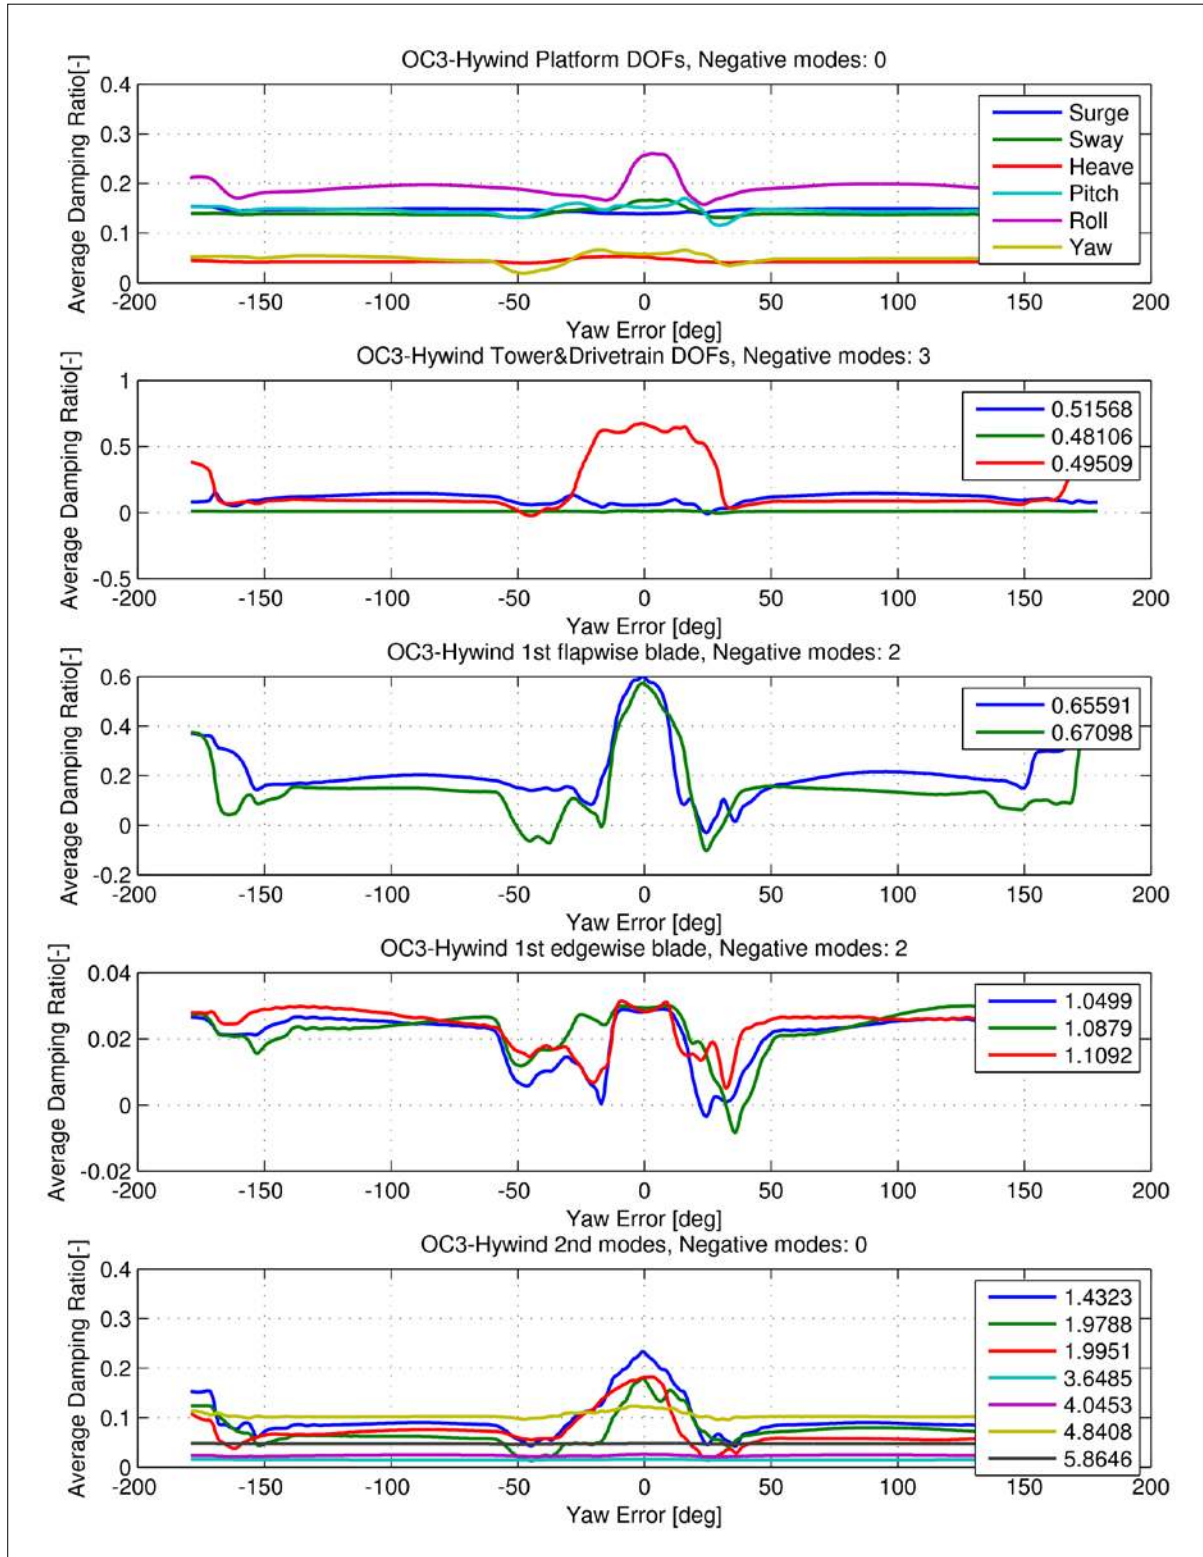 OC3-Hywind Platform DOFs, Negative modes: 0
Average Damping Ratio[-]
0.4
0.3
0.2
0.1
0
-200 -150 -100 -50 0 50 100 150 200
Yaw Error [deg]
Surge
Sway
Heave
Pitch
Roll
Yaw
OC3-Hywind Tower&Drivetrain DOFs, Negative modes: 3
Average Damping Ratio[-]
1
0.5
0
-0.5
-200 -150 -100 -50 0 50 100 150 200
Yaw Error [deg]
0.51568
0.48106
0.49509
OC3-Hywind 1st flapwise blade, Negative modes: 2
Average Damping Ratio[-]
0.6
0.4
0.2
0
-0.2
-200 -150 -100 -50 0 50 100 150 200
Yaw Error [deg]
0.65591
0.67098
OC3-Hywind 1st edgewise blade, Negative modes: 2
Average Damping Ratio[-]
0.04
0.02
0
-0.02
-200 -150 -100 -50 0 50 100 150 200
Yaw Error [deg]
1.0499
1.0879
1.1092
OC3-Hywind 2nd modes, Negative modes: 0
Average Damping Ratio[-]
0.4
0.3
0.2
0.1
0
-200 -150 -100 -50 0 50 100 150 200
Yaw Error [deg]
1.4323
1.9788
1.9951
3.6485
4.0453
4.8408
5.8646